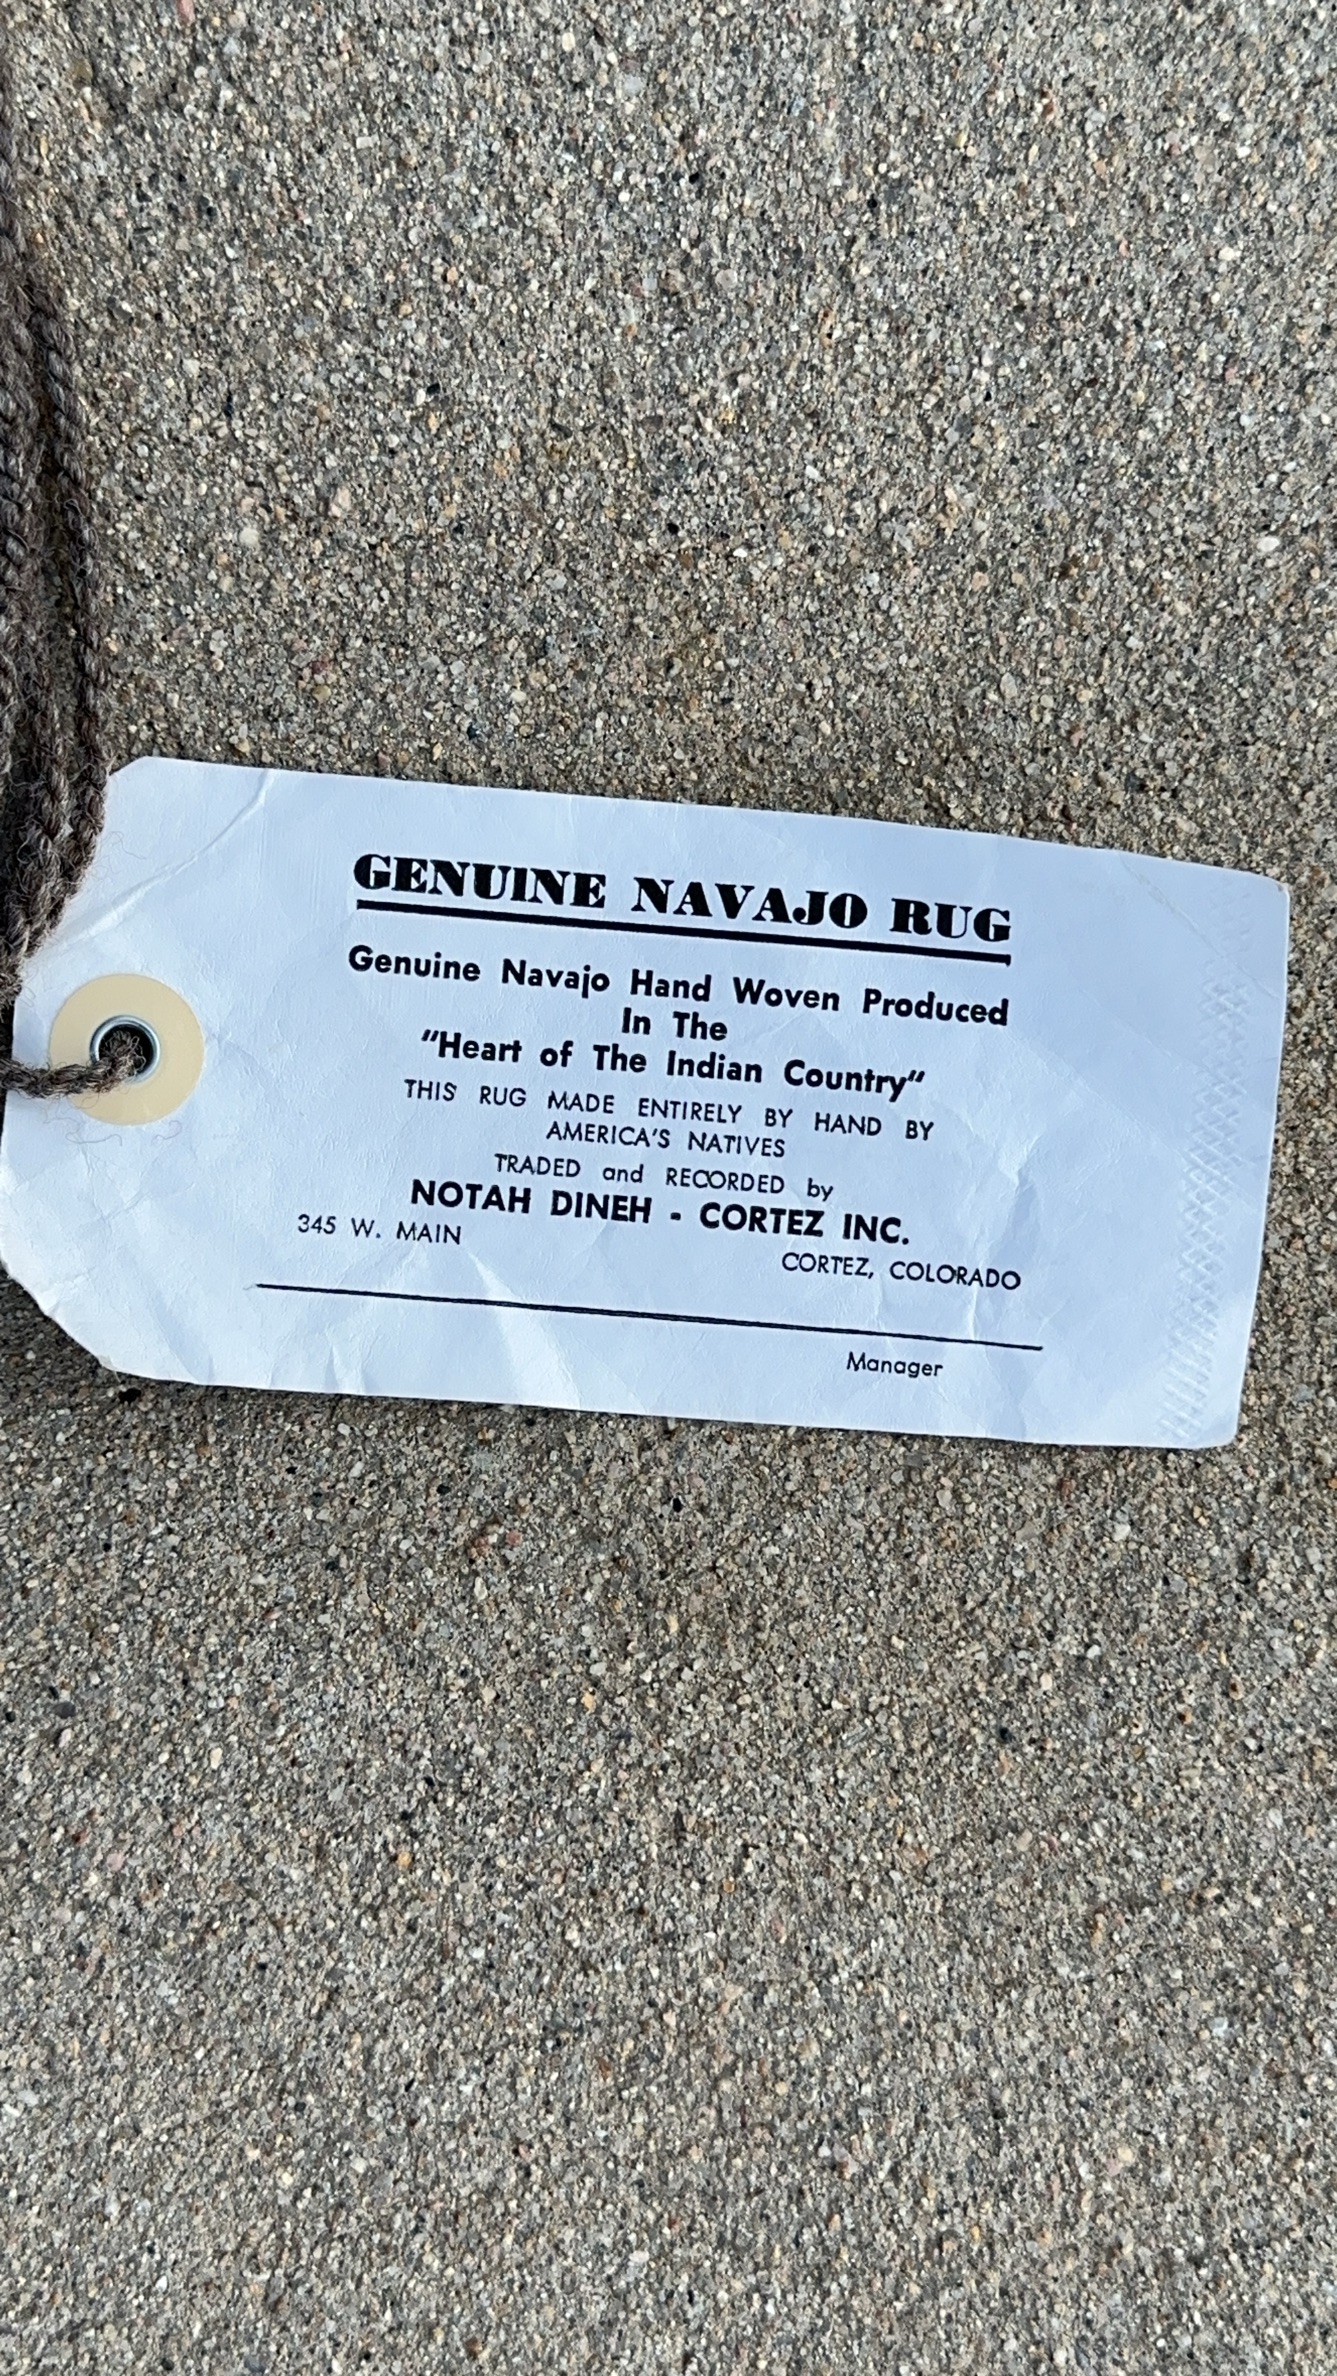 GENUINE NAVAJO RUG
Genuine Navajo Hand Woven Produced
In The
"Heart of The Indian Country"
THIS RUG MADE ENTIRELY BY HAND BY
AMERICA'S NATIVES
TRADED and RECORDED by
NOTAH DINEH - CORTEZ INC.
345 W. MAIN
CORTEZ, COLORADO
Manager